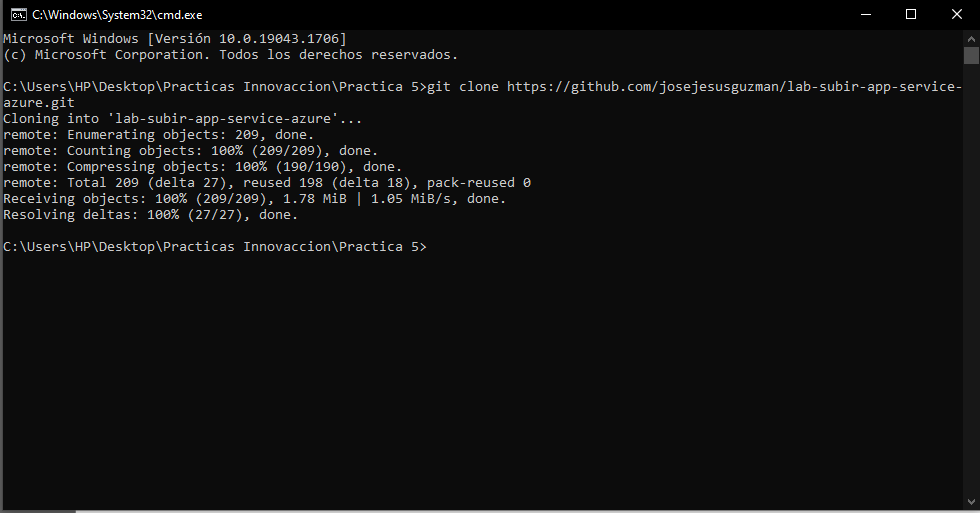 C:\Windows\System32\cmd.exe
Microsoft Windows [Versión 10.0.19043.1706]
(c) Microsoft Corporation. Todos los derechos reservados.
C:\Users\HP\Desktop\Practicas Innovaccion\Practica 5>git clone https://github.com/josejesusguzman/lab-subir-app-service-
azure.git
Cloning into 'lab-subir-app-service-azure'...
remote: Enumerating objects: 209, done.
remote: Counting objects: 100% (209/209), done.
remote: Compressing objects: 100% (190/190), done.
remote: Total 209 (delta 27), reused 198 (delta 18), pack-reused 0
Receiving objects: 100% (209/209), 1.78 MiB | 1.05 MiB/s, done.
Resolving deltas: 100% (27/27), done.
C:\Users\HP\Desktop\Practicas Innovaccion\Practica 5>